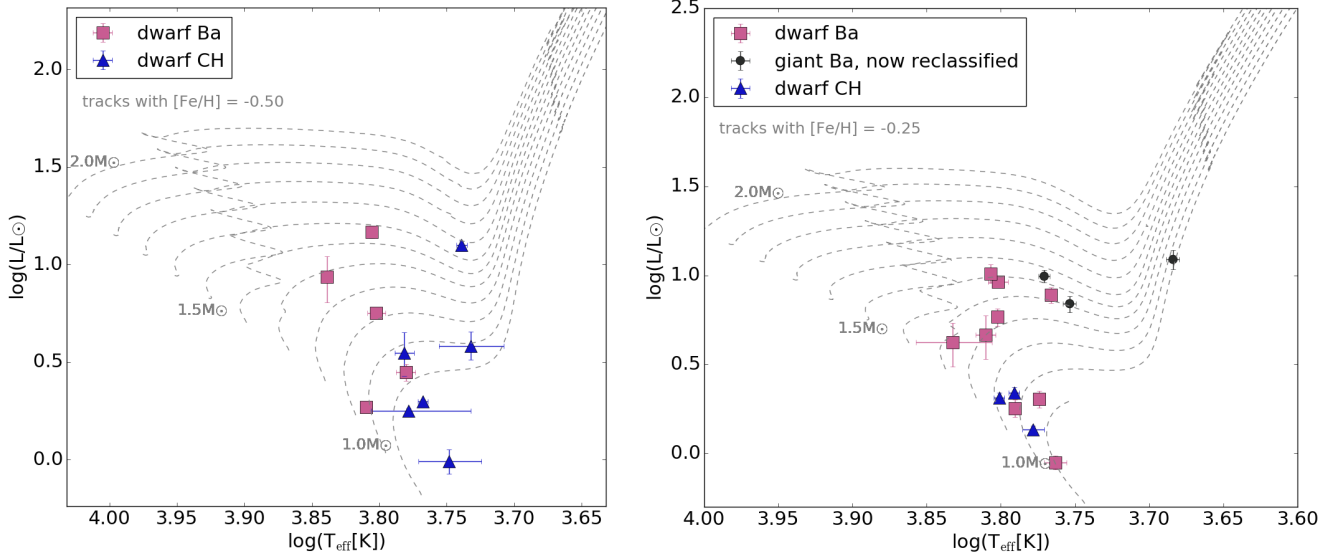 dwarf Ba
dwarf CH
tracks with [Fe/H] = -0.50
2.0M⊙
1.5M⊙
1.0M⊙
2.0
1.5
1.0
0.5
0.0
log(L/L⊙)
4.00 3.95 3.90 3.85 3.80 3.75 3.70 3.65
log(Teff[K])
dwarf Ba
giant Ba, now reclassified
dwarf CH
tracks with [Fe/H] = -0.25
2.0M⊙
1.5M⊙
1.0M⊙
2.5
2.0
1.5
1.0
0.5
0.0
log(L/L⊙)
4.00 3.95 3.90 3.85 3.80 3.75 3.70 3.65 3.60
log(Teff[K])